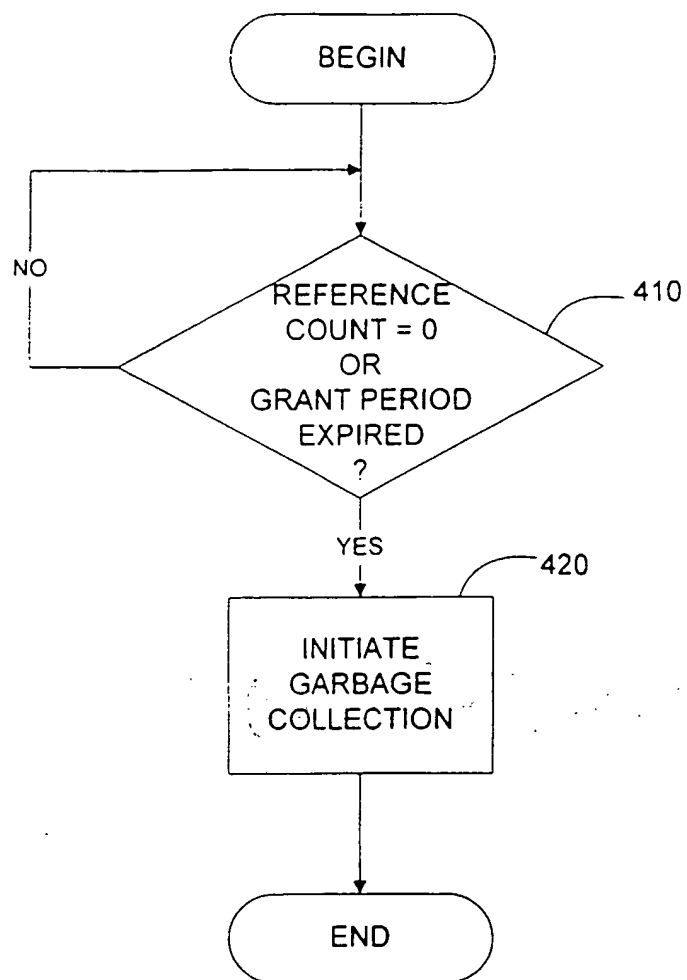 BEGIN
NO
REFERENCE
COUNT = 0
OR
GRANT PERIOD
EXPIRED
?
410
YES
420
INITIATE
GARBAGE
COLLECTION
END